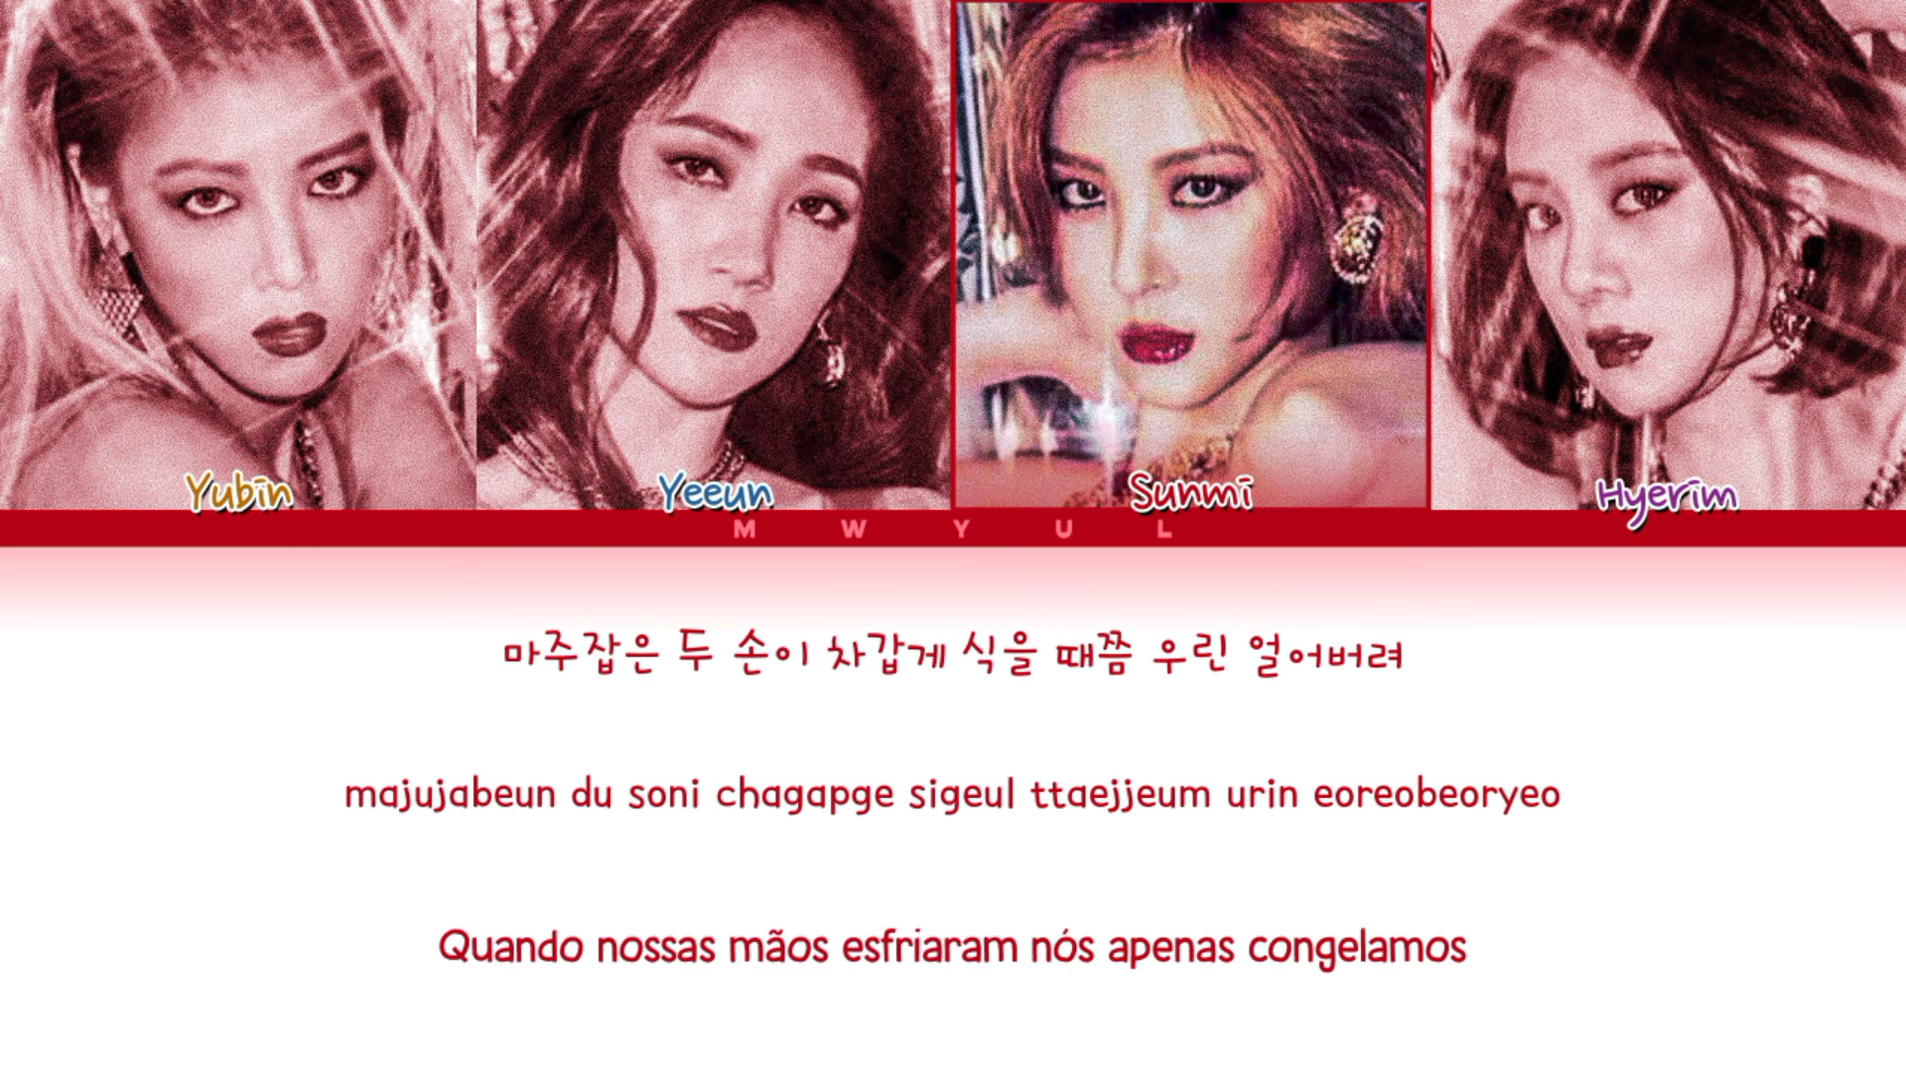 Yubin
Yeeun
Sunmi
Hyerim
M W Y U L
마주잡은 두 손이 차갑게 식을 때쯤 우린 얼어버려
majujabeun du soni chagapge sigeul ttaejjeum urin eoreobeoryeo
Quando nossas mãos esfriaram nós apenas congelamos